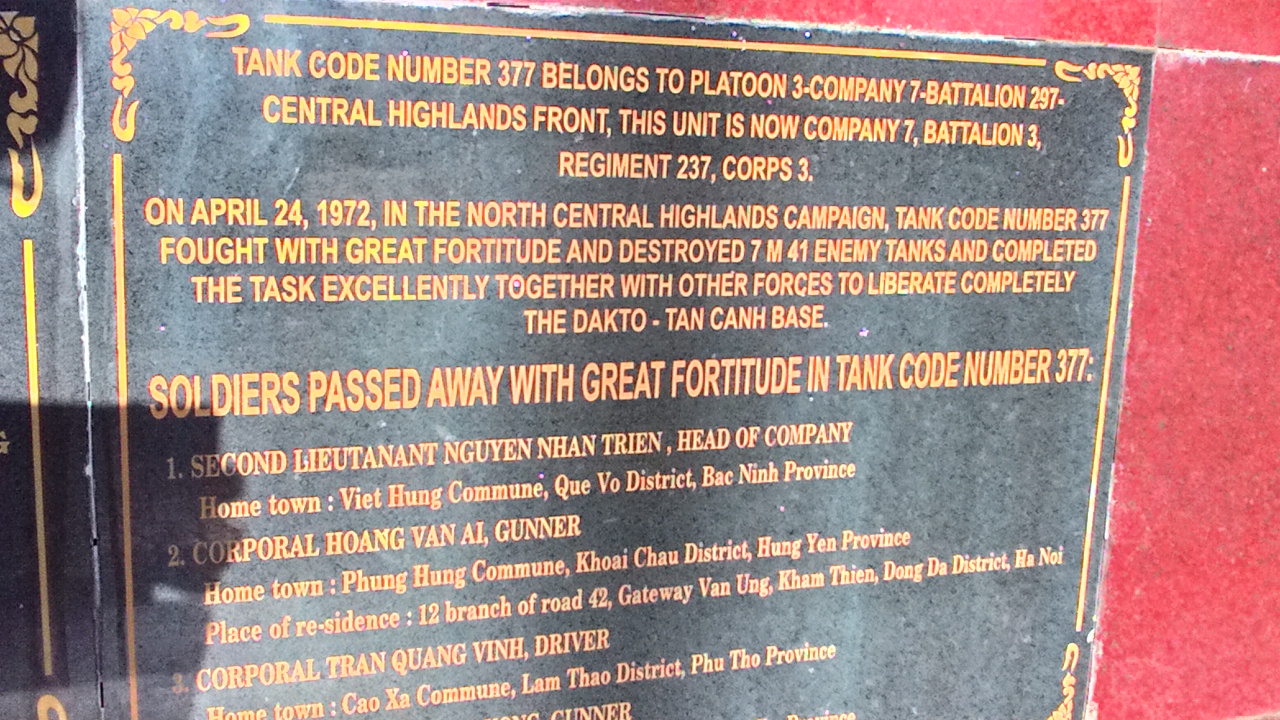 TANK CODE NUMBER 377 BELONGS TO PLATOON 3-COMPANY 7-BATTALION 297-
CENTRAL HIGHLANDS FRONT, THIS UNIT IS NOW COMPANY 7, BATTALION 3,
REGIMENT 237, CORPS 3.
ON APRIL 24, 1972, IN THE NORTH CENTRAL HIGHLANDS CAMPAIGN, TANK CODE NUMBER 377
FOUGHT WITH GREAT FORTITUDE AND DESTROYED 7 M 41 ENEMY TANKS AND COMPLETED
THE TASK EXCELLENTLY TOGETHER WITH OTHER FORCES TO LIBERATE COMPLETELY
THE DAKTO - TAN CANH BASE.
SOLDIERS PASSED AWAY WITH GREAT FORTITUDE IN TANK CODE NUMBER 377:
1. SECOND LIEUTANANT NGUYEN NHAN TRIEN , HEAD OF COMPANY
Home town : Viet Hung Commune, Que Vo District, Bac Ninh Province
2. CORPORAL HOANG VAN AI, GUNNER
Home town : Phung Hung Commune, Khoai Chau District, Hung Yen Province
Place of re-sidence : 12 branch of road 42, Gateway Van Ung, Kham Thien, Dong Da District, Ha Noi
3. CORPORAL TRAN QUANG VINH, DRIVER
Home town : Cao Xa Commune, Lam Thao District, Phu Tho Province
GUNNER
Province